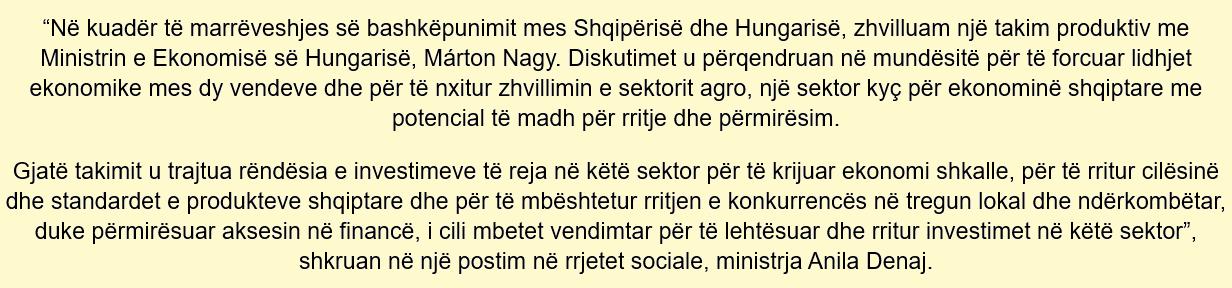 “Në kuadër të marrëveshjes së bashkëpunimit mes Shqipërisë dhe Hungarisë, zhvilluam një takim produktiv me
Ministrin e Ekonomisë së Hungarisë, Márton Nagy. Diskutimet u përqendruan në mundësitë për të forcuar lidhjet
ekonomike mes dy vendeve dhe për të nxitur zhvillimin e sektorit agro, një sektor kyç për ekonominë shqiptare me
potencial të madh për rritje dhe përmirësim.
Gjatë takimit u trajtua rëndësia e investimeve të reja në këtë sektor për të krijuar ekonomi shkalle, për të rritur cilësinë
dhe standardet e produkteve shqiptare dhe për të mbështetur rritjen e konkurrencës në tregun lokal dhe ndërkombëtar,
duke përmirësuar aksesin në financë, i cili mbetet vendimtar për të lehtësuar dhe rritur investimet në këtë sektor”,
shkruan në një postim në rrjetet sociale, ministrja Anila Denaj.